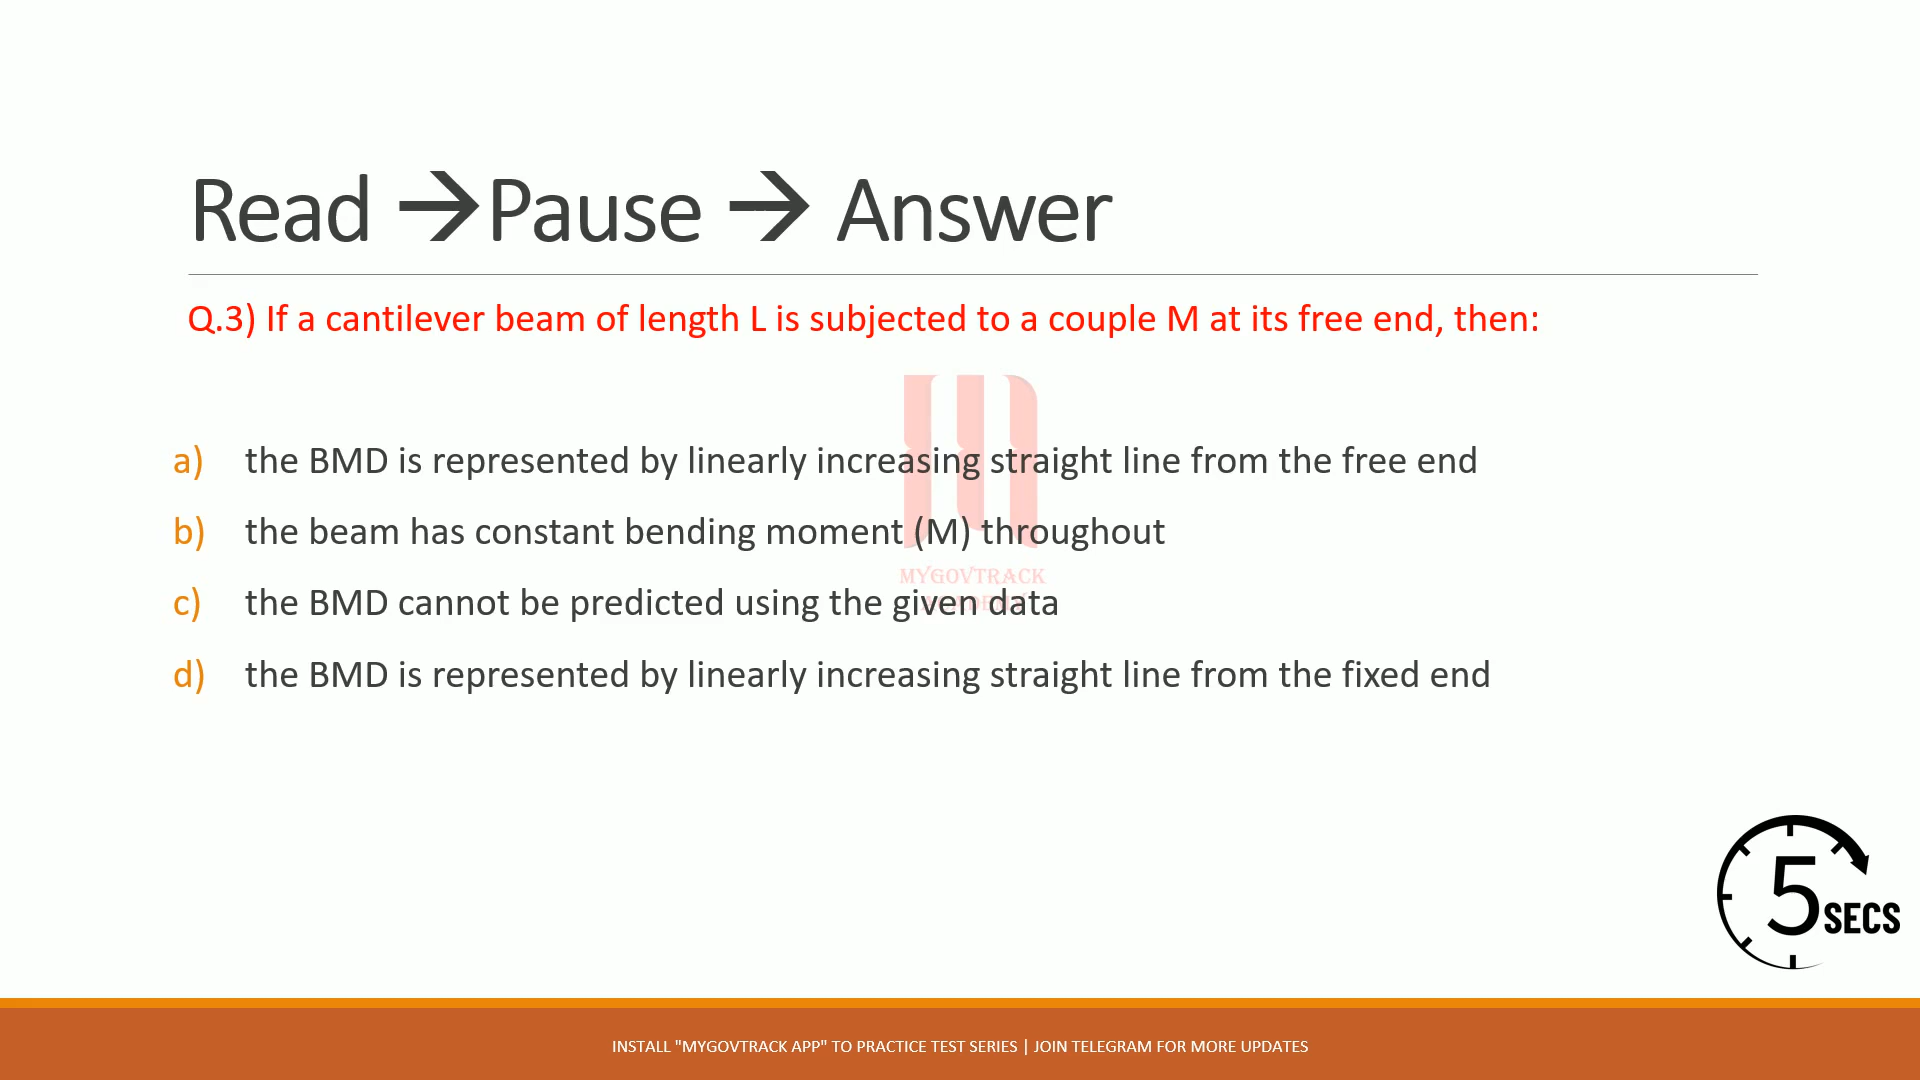 Read →Pause → Answer
Q.3) If a cantilever beam of length L is subjected to a couple M at its free end, then:
a) the BMD is represented by linearly increasing straight line from the free end
b) the beam has constant bending moment (M) throughout
MYGOVTRACK
c) the BMD cannot be predicted using the given data
d) the BMD is represented by linearly increasing straight line from the fixed end
5 SECS
INSTALL "MYGOVTRACK APP" TO PRACTICE TEST SERIES | JOIN TELEGRAM FOR MORE UPDATES